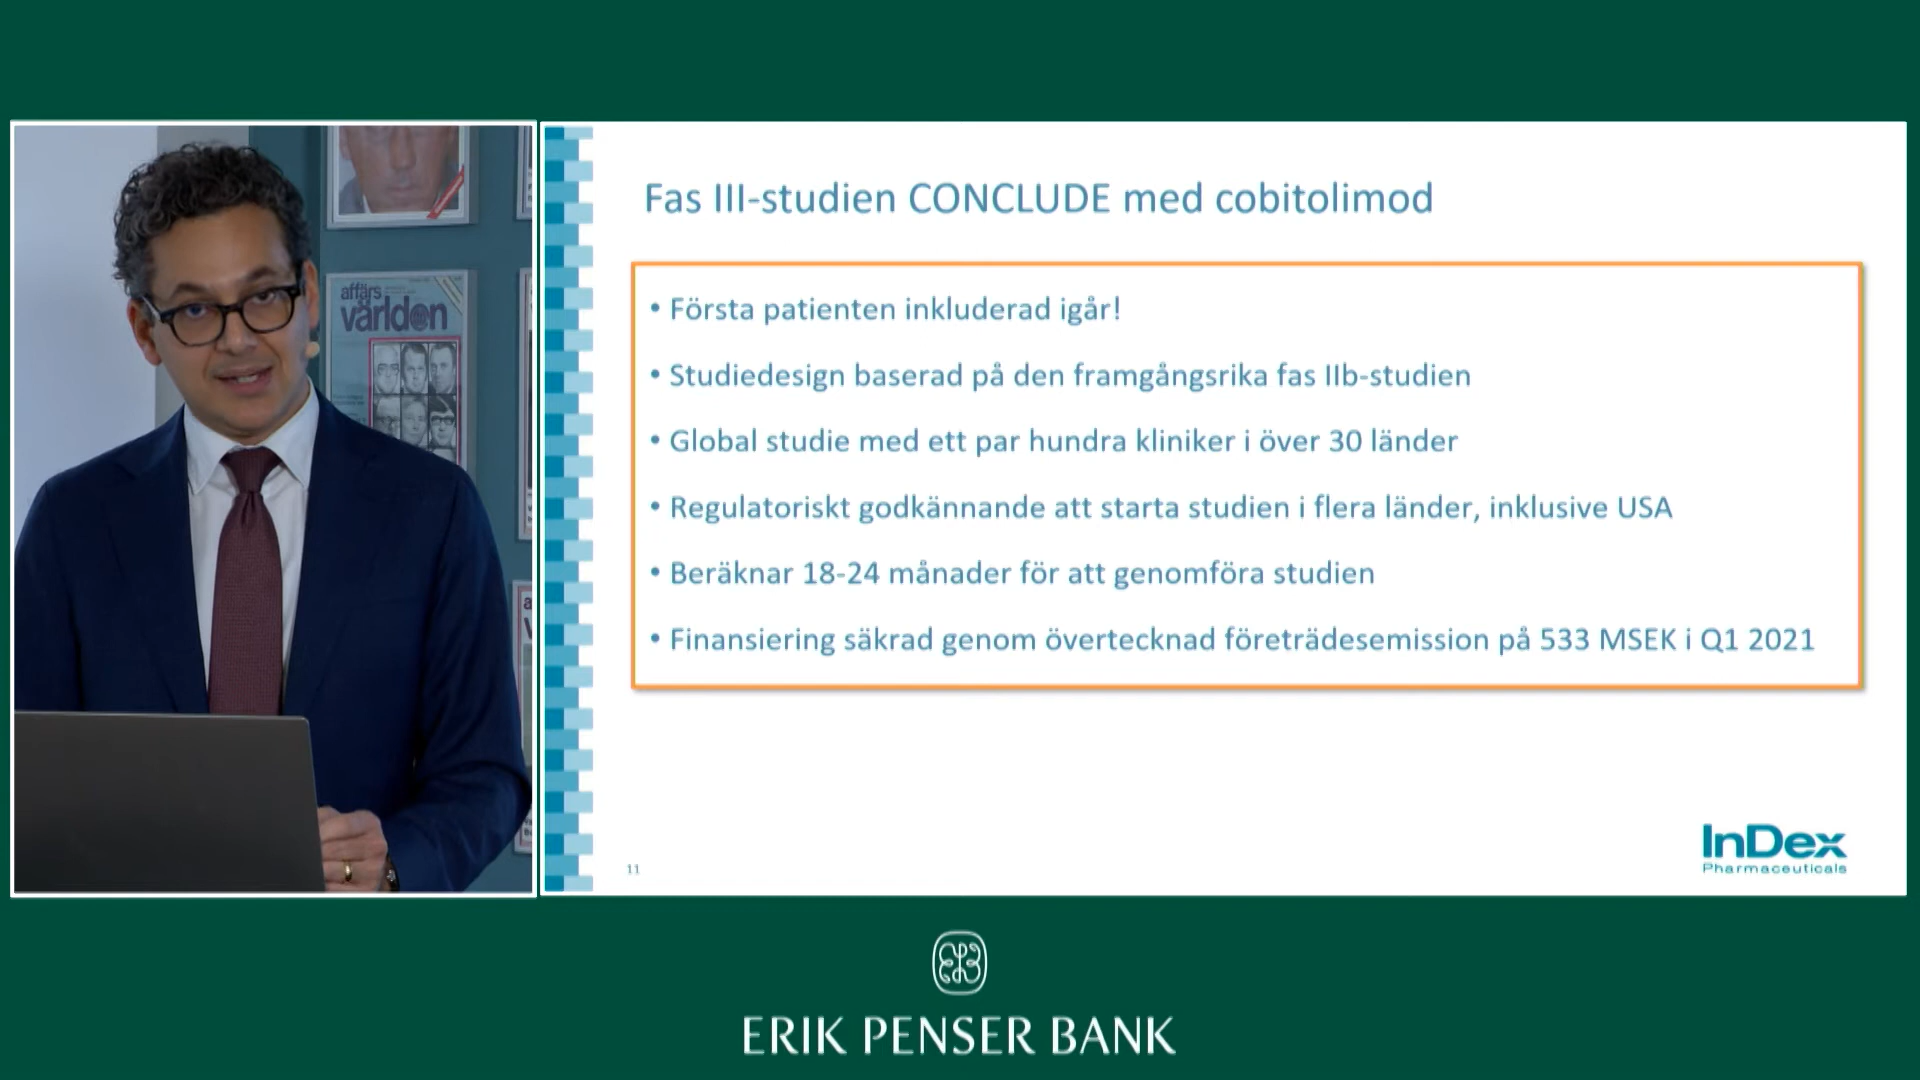 affärs
världen
Fas III-studien CONCLUDE med cobitolimod
• Första patienten inkluderad igår!
• Studiedesign baserad på den framgångsrika fas IIb-studien
• Global studie med ett par hundra kliniker i över 30 länder
• Regulatoriskt godkännande att starta studien i flera länder, inklusive USA
• Beräknar 18-24 månader för att genomföra studien
• Finansiering säkrad genom övertecknad företrädesemission på 533 MSEK i Q1 2021
11
InDex
Pharmaceuticals
ERIK PENSER BANK